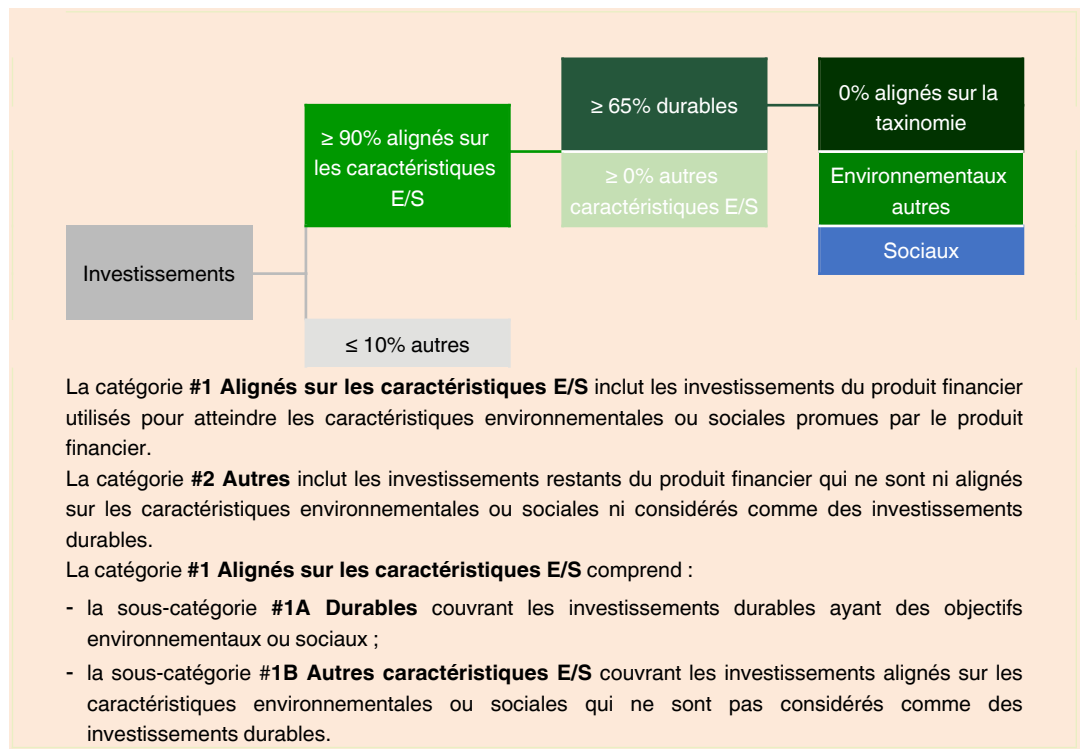 ≥ 65% durables
0% alignés sur la
taxinomie
≥ 90% alignés sur
les caractéristiques
E/S
≥ 0% autres
caractéristiques E/S
Environnementaux
autres
Sociaux
Investissements
≤ 10% autres
La catégorie #1 Alignés sur les caractéristiques E/S inclut les investissements du produit financier
utilisés pour atteindre les caractéristiques environnementales ou sociales promues par le produit
financier.
La catégorie #2 Autres inclut les investissements restants du produit financier qui ne sont ni alignés
sur les caractéristiques environnementales ou sociales ni considérés comme des investissements
durables.
La catégorie #1 Alignés sur les caractéristiques E/S comprend :
- la sous-catégorie #1A Durables couvrant les investissements durables ayant des objectifs
environnementaux ou sociaux ;
- la sous-catégorie #1B Autres caractéristiques E/S couvrant les investissements alignés sur les
caractéristiques environnementales ou sociales qui ne sont pas considérés comme des
investissements durables.